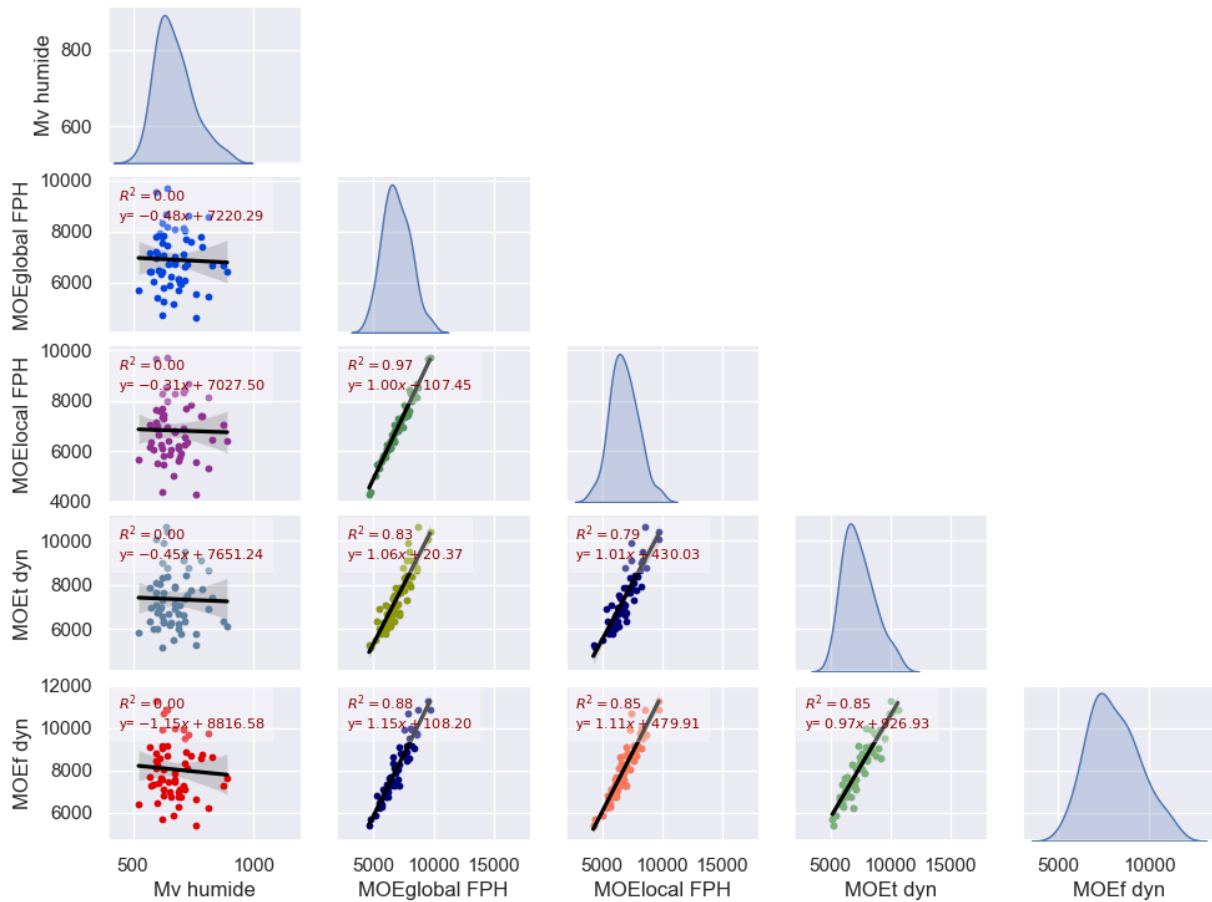 Mv humide
800
600
MOEglobal FPH
10000
8000
6000
R² = 0.00
y= −0.48x + 7220.29
MOElocal FPH
10000
8000
6000
4000
R² = 0.00
y= −0.31x + 7027.50
R² = 0.97
y= 1.00x − 107.45
MOEt dyn
10000
8000
6000
R² = 0.00
y= −0.45x + 7651.24
R² = 0.83
y= 1.06x + 20.37
R² = 0.79
y= 1.01x + 430.03
MOEf dyn
12000
10000
8000
6000
R² = 0.00
y= −1.15x + 8816.58
R² = 0.88
y= 1.15x + 108.20
R² = 0.85
y= 1.11x + 479.91
R² = 0.85
y= 0.97x + 926.93
500 1000
5000 10000 15000
5000 10000 15000
5000 10000 15000
5000 10000
Mv humide
MOEglobal FPH
MOElocal FPH
MOEt dyn
MOEf dyn